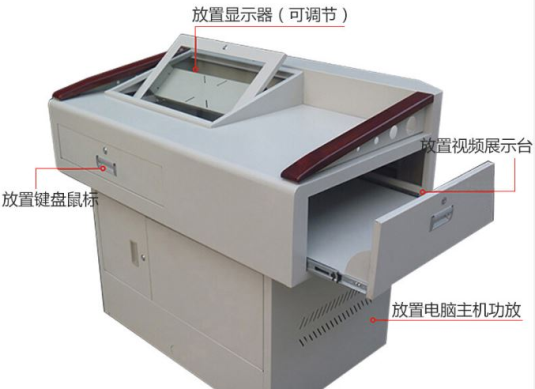 放置显示器（可调节）
放置视频展示台
放置键盘鼠标
放置电脑主机功放